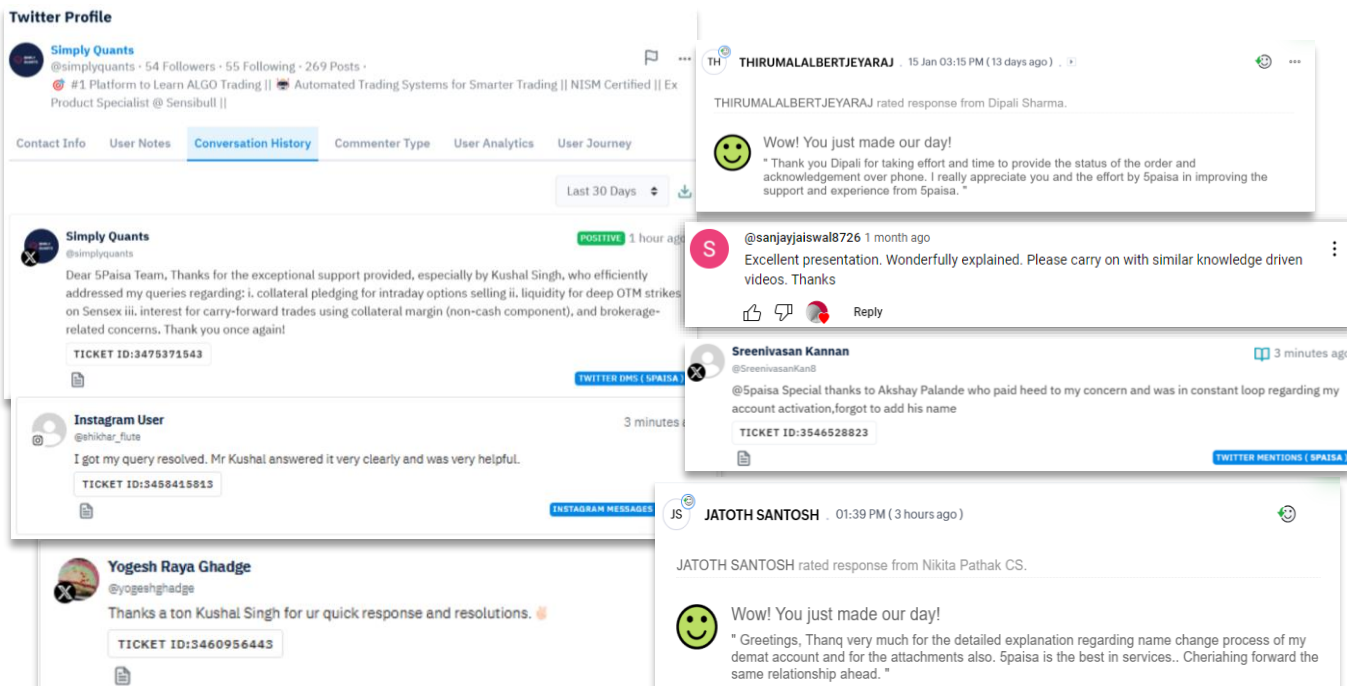 Twitter Profile
Simply Quants
@simplyquants · 54 Followers · 55 Following · 269 Posts ·
#1 Platform to Learn ALGO Trading || Automated Trading Systems for Smarter Trading || NISM Certified || Ex
Product Specialist @ Sensibull ||
Contact Info User Notes Conversation History Commenter Type User Analytics User Journey
Last 30 Days
Simply Quants
POSITIVE 1 hour ago
@simplyquants
Dear 5Paisa Team, Thanks for the exceptional support provided, especially by Kushal Singh, who efficiently
addressed my queries regarding: i. collateral pledging for intraday options selling ii. liquidity for deep OTM strikes
on Sensex iii. interest for carry-forward trades using collateral margin (non-cash component), and brokerage-
related concerns. Thank you once again!
TICKET ID:3475371543
TWITTER DMS ( 5PAISA )
Instagram User
3 minutes
@shikhar_flute
I got my query resolved. Mr Kushal answered it very clearly and was very helpful.
TICKET ID:3458415813
INSTAGRAM MESSAGES
Yogesh Raya Ghadge
@yogeshghadge
Thanks a ton Kushal Singh for ur quick response and resolutions. ✌🏻
TICKET ID:3460956443
TH THIRUMALALBERTJEYARAJ . 15 Jan 03:15 PM ( 13 days ago ) .
THIRUMALALBERTJEYARAJ rated response from Dipali Sharma.
Wow! You just made our day!
" Thank you Dipali for taking effort and time to provide the status of the order and
acknowledgement over phone. I really appreciate you and the effort by 5paisa in improving the
support and experience from 5paisa. "
S @sanjayjaiswal8726 1 month ago
Excellent presentation. Wonderfully explained. Please carry on with similar knowledge driven
videos. Thanks
Reply
Sreenivasan Kannan
3 minutes ago
@SreenivasanKan8
@5paisa Special thanks to Akshay Palande who paid heed to my concern and was in constant loop regarding my
account activation,forgot to add his name
TICKET ID:3546528823
TWITTER MENTIONS ( 5PAISA )
JS JATOTH SANTOSH . 01:39 PM ( 3 hours ago )
JATOTH SANTOSH rated response from Nikita Pathak CS.
Wow! You just made our day!
" Greetings, Thanq very much for the detailed explanation regarding name change process of my
demat account and for the attachments also. 5paisa is the best in services.. Cheriahing forward the
same relationship ahead. "